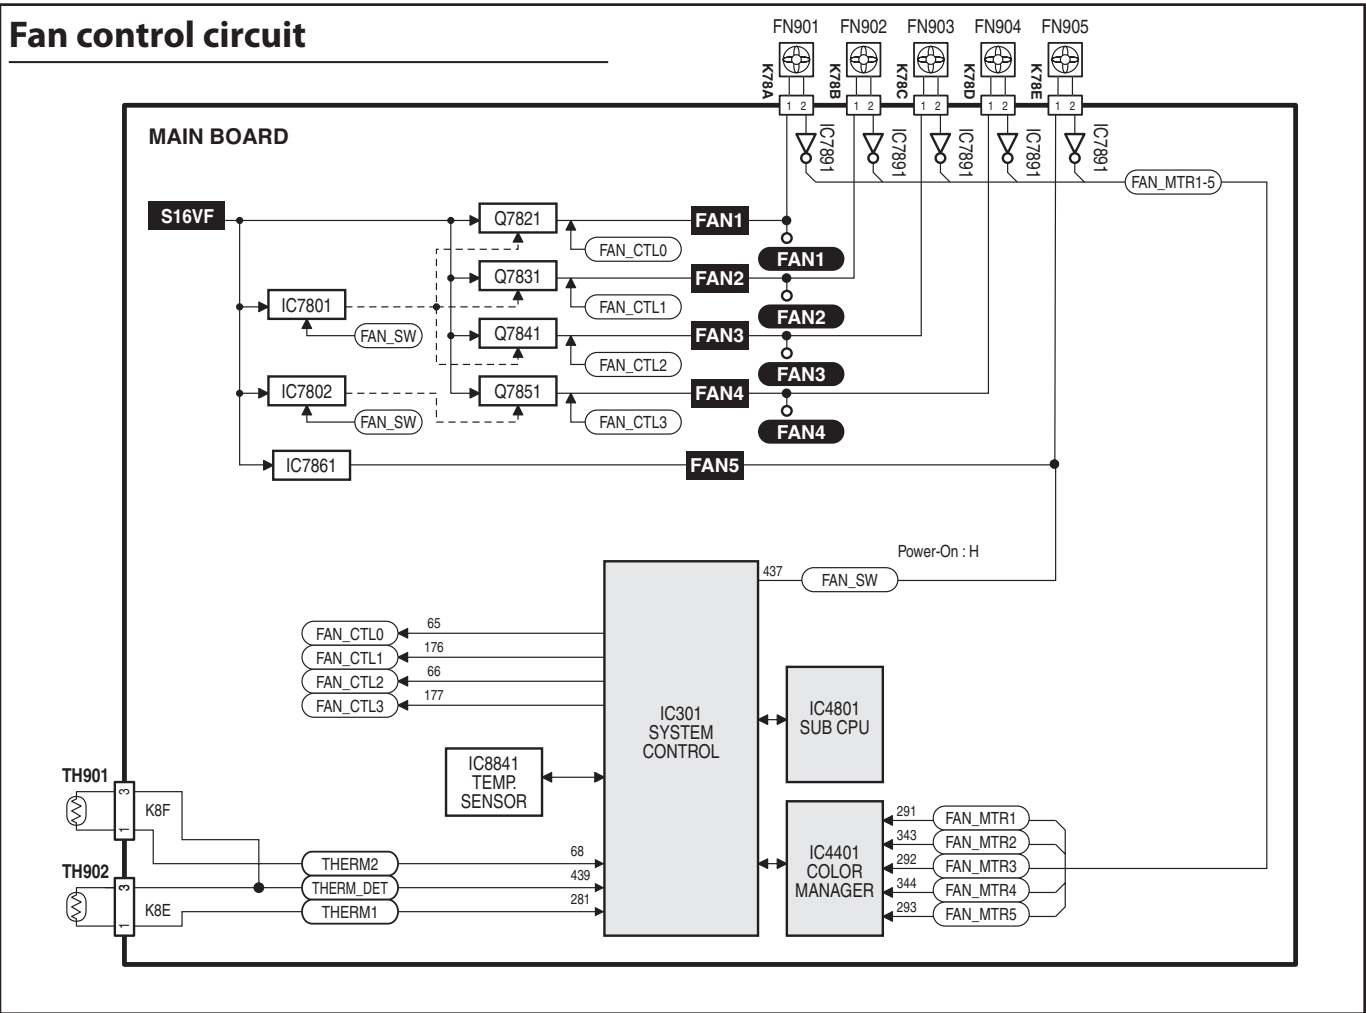 Fan control circuit
FN901 FN902 FN903 FN904 FN905
K78A K78B K78C K78D K78E
1 2 1 2 1 2 1 2 1 2
MAIN BOARD
IC7891 IC7891 IC7891 IC7891 IC7891
FAN_MTR1-5
S16VF
Q7821
FAN1
FAN_CTL0
FAN1
Q7831
FAN2
IC7801
FAN_CTL1
FAN2
FAN_SW
Q7841
FAN3
FAN_CTL2
FAN3
IC7802
Q7851
FAN4
FAN_SW
FAN_CTL3
FAN4
IC7861
FAN5
Power-On : H
437
FAN_SW
FAN_CTL0
65
FAN_CTL1
176
FAN_CTL2
66
FAN_CTL3
177
IC301
SYSTEM
CONTROL
IC4801
SUB CPU
IC8841
TEMP.
SENSOR
TH901
3
K8F
1
TH902
3
K8E
1
THERM2
68
THERM_DET
439
THERM1
281
IC4401
COLOR
MANAGER
291
FAN_MTR1
343
FAN_MTR2
292
FAN_MTR3
344
FAN_MTR4
293
FAN_MTR5